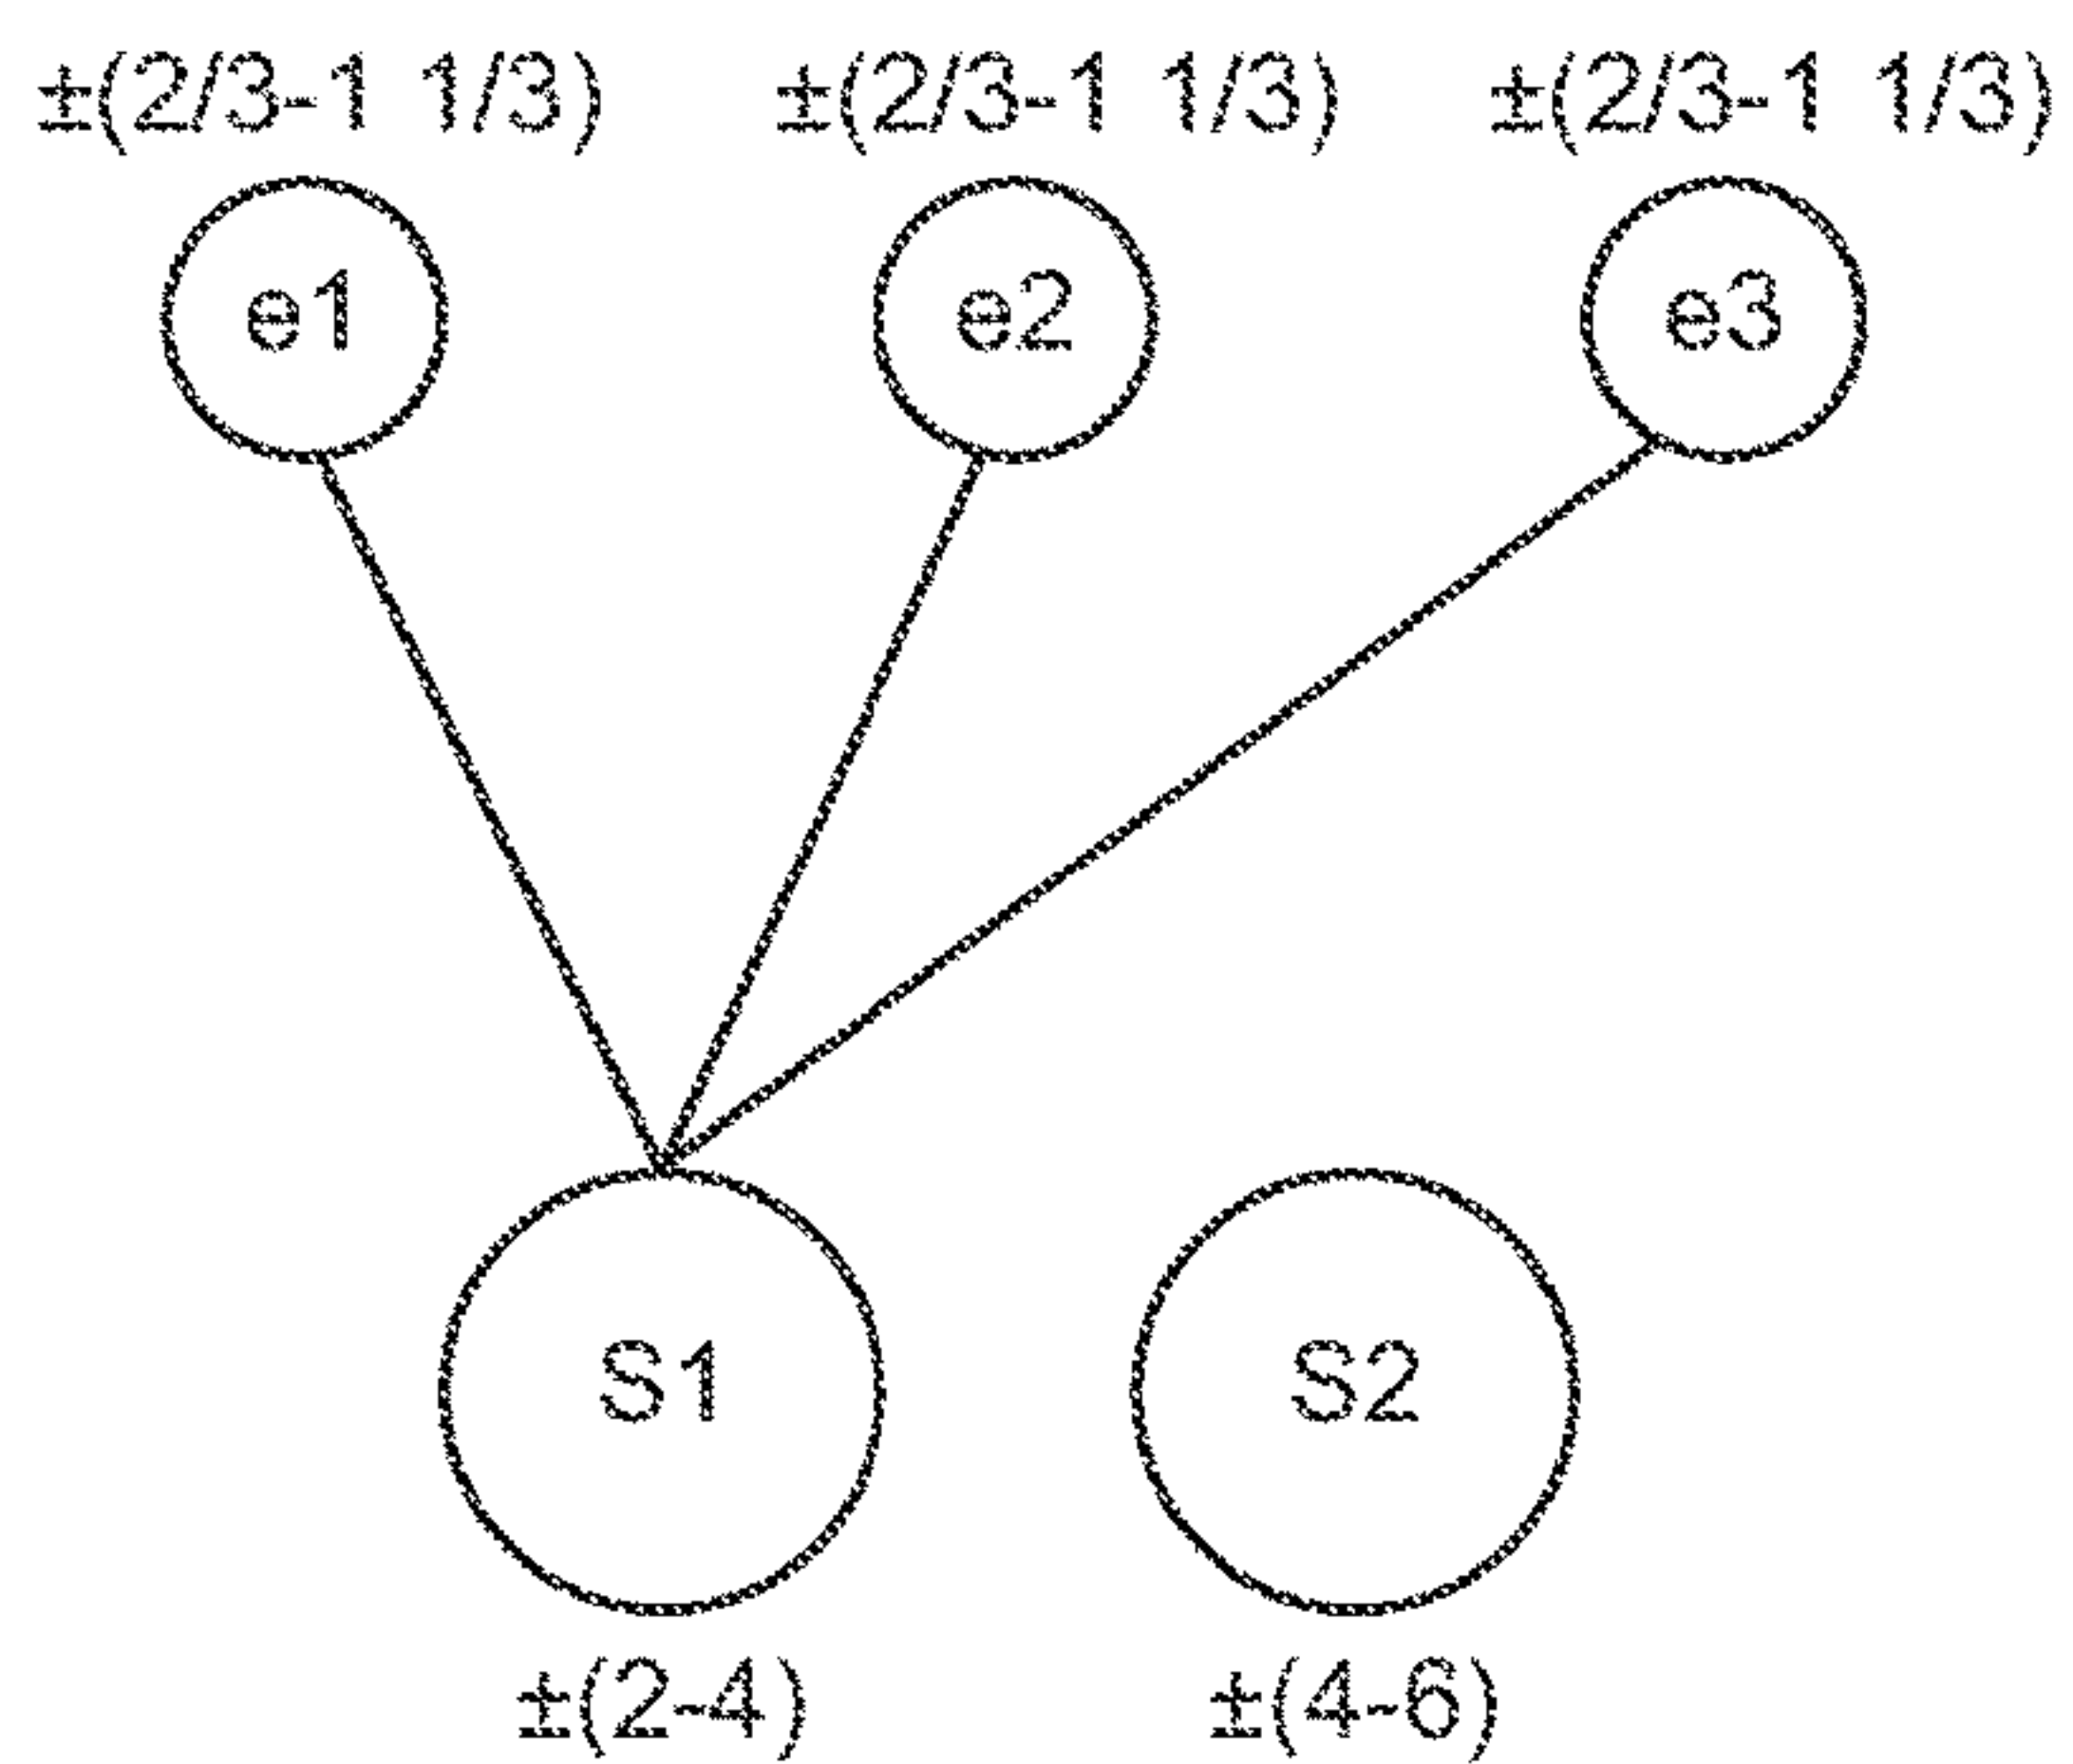 ±(2/3-1 1/3) ±(2/3-1 1/3) ±(2/3-1 1/3)
e1 e2 e3
S1 S2
±(2-4) ±(4-6)